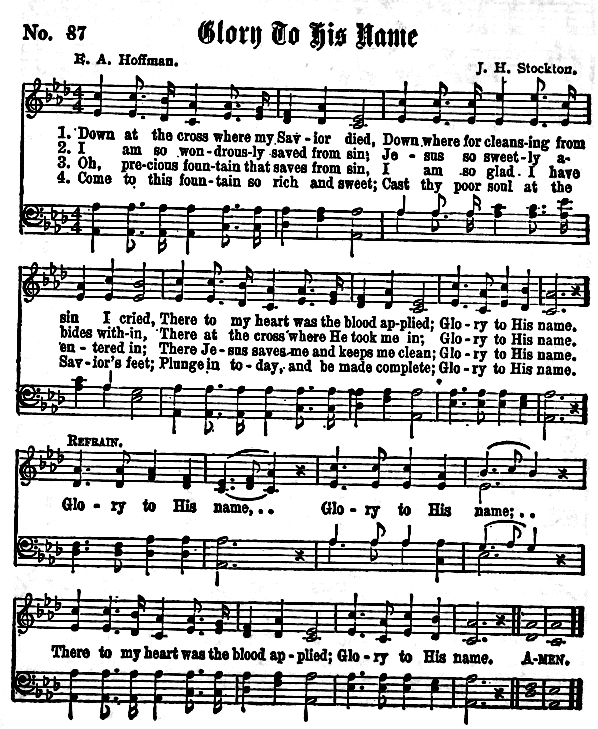 No. 87 Glory To His Name
E. A. Hoffman.
J. H. Stockton.
1. Down at the cross where my Sav - ior died, Down where for cleans-ing from
2. I am so won-drous-ly saved from sin; Je - sus so sweet-ly a-
3. Oh, pre-cious foun-tain that saves from sin, I am so glad I have
4. Come to this foun-tain so rich and sweet; Cast thy poor soul at the
sin I cried, There to my heart was the blood ap-plied; Glo-ry to His name.
bides with-in, There at the cross where He took me in; Glo-ry to His name.
en-tered in; There Je-sus saves me and keeps me clean; Glo-ry to His name.
Sav-ior's feet; Plunge in to-day, and be made complete; Glo-ry to His name.
REFRAIN.
Glo - ry to His name, . . Glo - ry to His name; . .
There to my heart was the blood ap-plied; Glo-ry to His name. A-MEN.